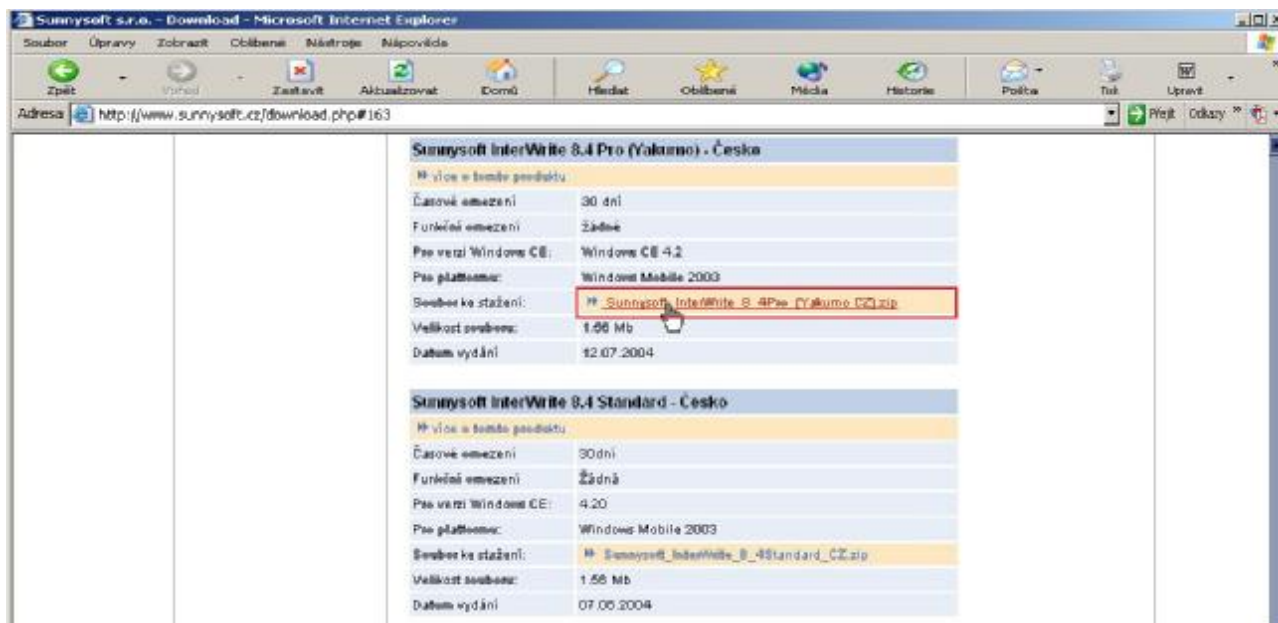 Sunnysoft s.r.o. - Download - Microsoft Internet Explorer
Soubor Úpravy Zobrazit Oblíbené Nástroje Nápověda
Zpět Vpřed Zastavit Aktualizovat Domů Hledat Oblíbené Média Historie Pošta Tisk Upravit
Adresa http://www.sunnysoft.cz/download.php#163 Přejít Odkazy »
Sunnysoft InterWrite 8.4 Pro (Yakumo) - Česko
více o tomto produktu
Časové omezení 30 dní
Funkční omezení žádné
Pro verzi Windows CE: Windows CE 4.2
Pro platformu: Windows Mobile 2003
Soubor ke stažení: Sunnysoft_InterWrite_8_4Pro_(Yakumo CZ).zip
Velikost souboru: 1.66 Mb
Datum vydání 12.07.2004
Sunnysoft InterWrite 8.4 Standard - Česko
více o tomto produktu
Časové omezení 30dní
Funkční omezení Žádná
Pro verzi Windows CE: 4.20
Pro platformu: Windows Mobile 2003
Soubor ke stažení: Sunnysoft_InterWrite_8_4Standard_CZ.zip
Velikost souboru: 1.56 Mb
Datum vydání 07.06.2004